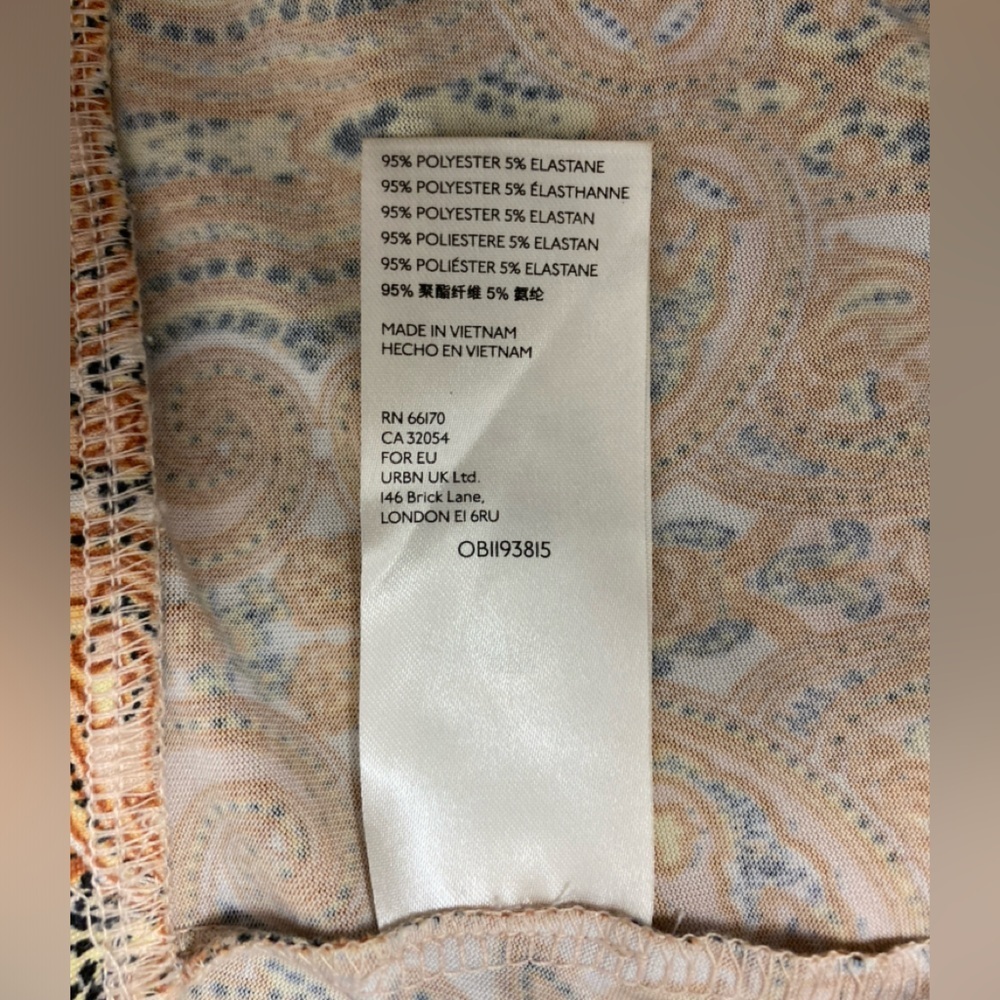 95% POLYESTER 5% ELASTANE
95% POLYESTER 5% ÉLASTHANNE
95% POLYESTER 5% ELASTAN
95% POLIESTERE 5% ELASTAN
95% POLIÉSTER 5% ELASTANE
95% 聚酯纤维 5% 氨纶
MADE IN VIETNAM
HECHO EN VIETNAM
RN 66170
CA 32054
FOR EU
URBN UK Ltd.
146 Brick Lane,
LONDON E1 6RU
OB1193815